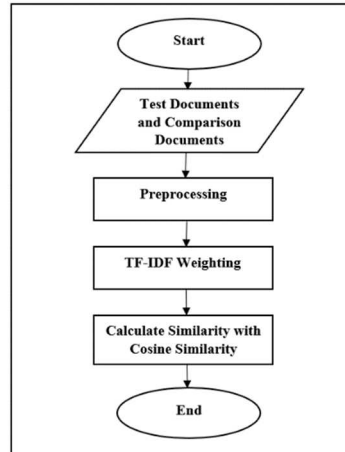 Start
Test Documents
and Comparison
Documents
Preprocessing
TF-IDF Weighting
Calculate Similarity with
Cosine Similarity
End